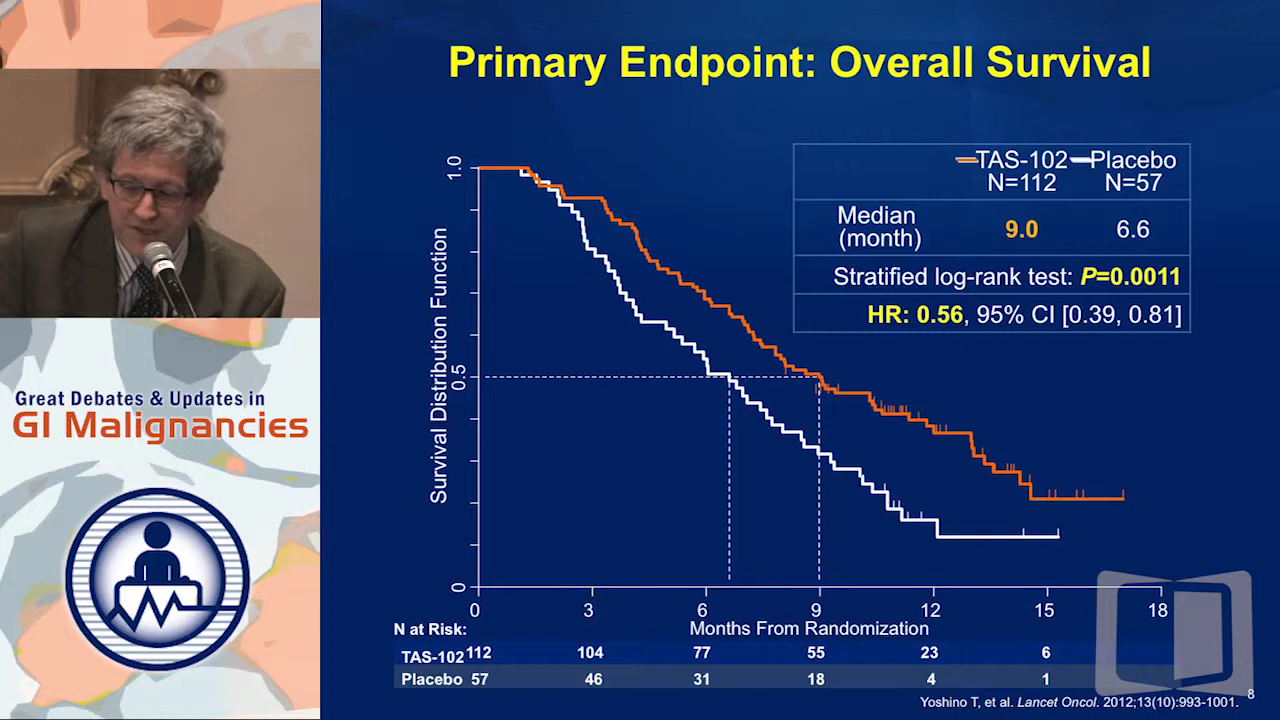 Primary Endpoint: Overall Survival
Great Debates & Updates in
GI Malignancies
TAS-102 Placebo
N=112 N=57
Median
(month) 9.0 6.6
Stratified log-rank test: P=0.0011
HR: 0.56, 95% CI [0.39, 0.81]
Survival Distribution Function
1.0
0.5
0
0 3 6 9 12 15 18
Months From Randomization
N at Risk:
TAS-102 112 104 77 55 23 6
Placebo 57 46 31 18 4 1
Yoshino T, et al. Lancet Oncol. 2012;13(10):993-1001.
8